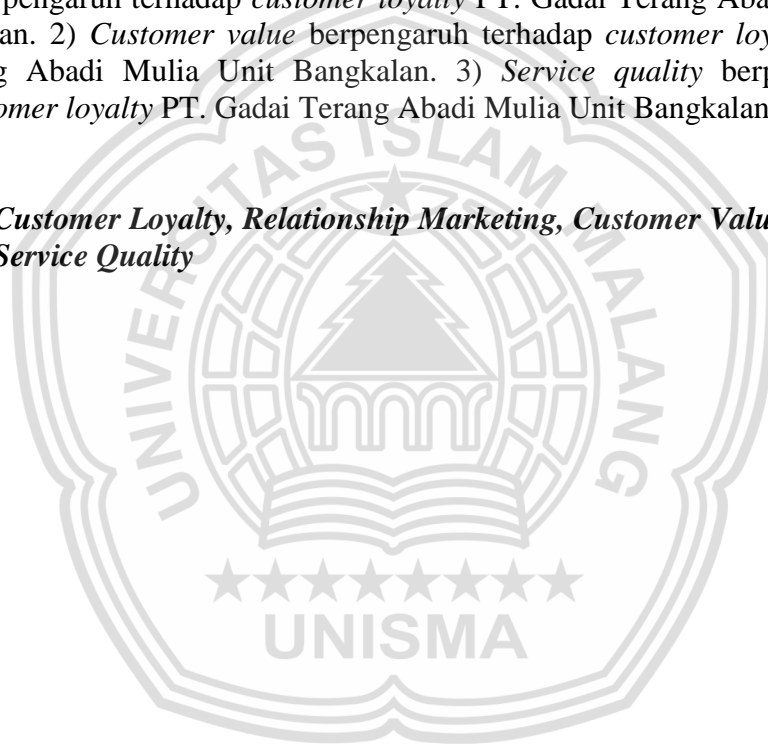 pengaruh terhadap customer loyalty PT. Gadai Terang Aba
an. 2) Customer value berpengaruh terhadap customer loy
g Abadi Mulia Unit Bangkalan. 3) Service quality berp
omer loyalty PT. Gadai Terang Abadi Mulia Unit Bangkalan
Customer Loyalty, Relationship Marketing, Customer Valu
Service Quality
UNIVERSITAS ISLAM MALANG
UNISMA